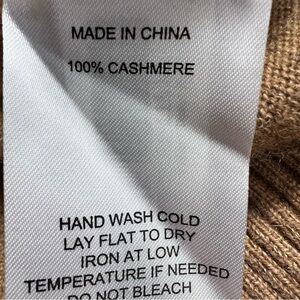 MADE IN CHINA
100% CASHMERE
HAND WASH COLD
LAY FLAT TO DRY
IRON AT LOW
TEMPERATURE IF NEEDED
DO NOT BLEACH